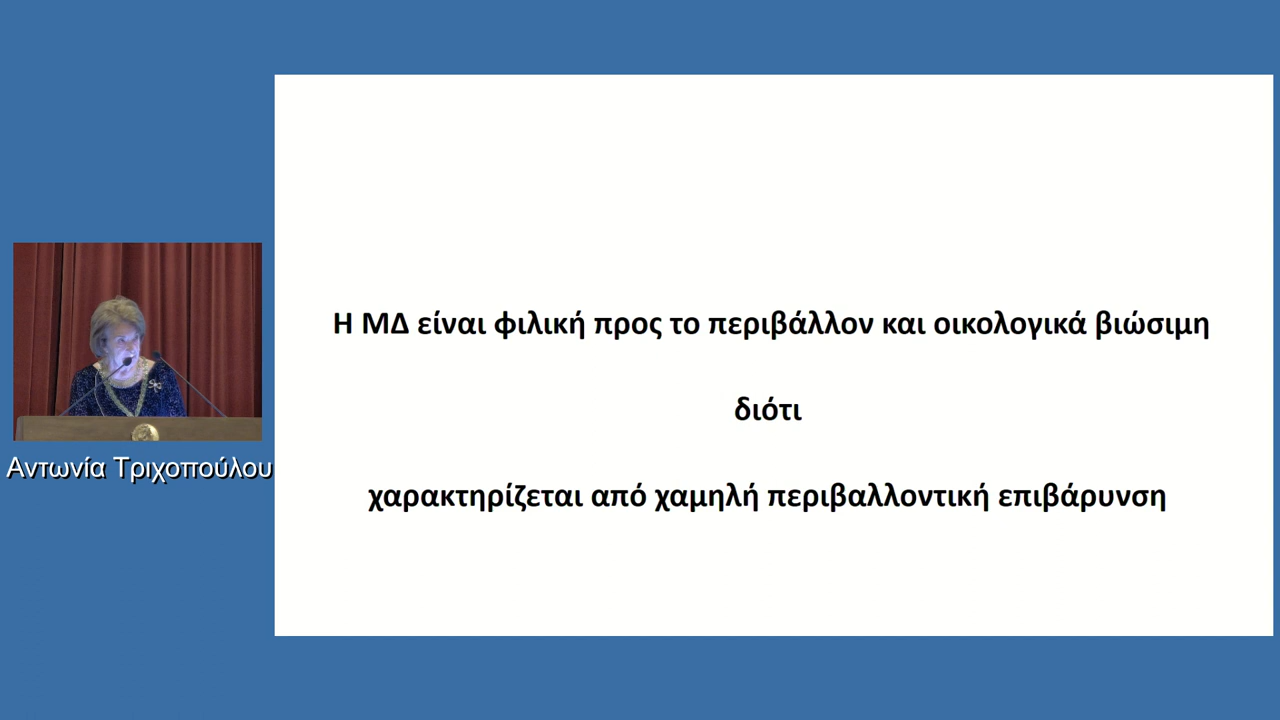 Η ΜΔ είναι φιλική προς το περιβάλλον και οικολογικά βιώσιμη
διότι
χαρακτηρίζεται από χαμηλή περιβαλλοντική επιβάρυνση
Αντωνία Τριχοπούλου